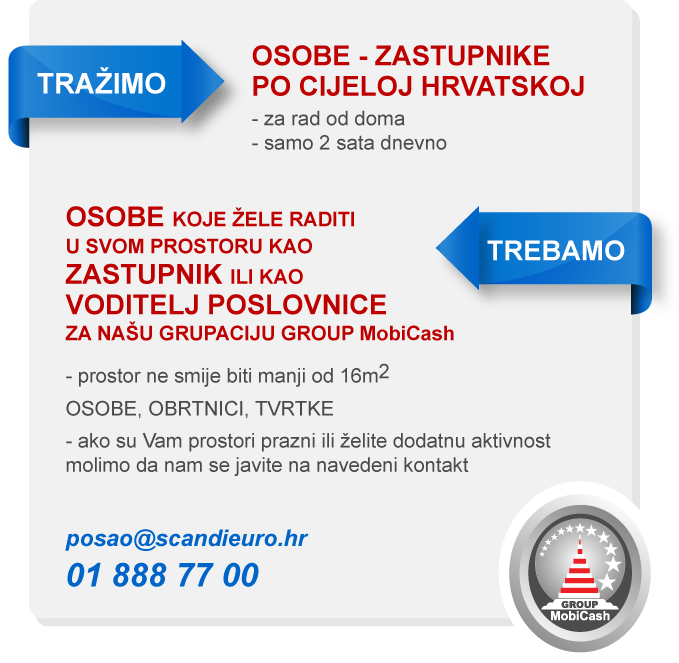 TRAŽIMO
OSOBE - ZASTUPNIKE
PO CIJELOJ HRVATSKOJ
- za rad od doma
- samo 2 sata dnevno
OSOBE KOJE ŽELE RADITI
U SVOM PROSTORU KAO
ZASTUPNIK ILI KAO
VODITELJ POSLOVNICE
ZA NAŠU GRUPACIJU GROUP MobiCash
TREBAMO
- prostor ne smije biti manji od 16m2
OSOBE, OBRTNICI, TVRTKE
- ako su Vam prostori prazni ili želite dodatnu aktivnost
molimo da nam se javite na navedeni kontakt
posao@scandieuro.hr
01 888 77 00
GROUP
MobiCash